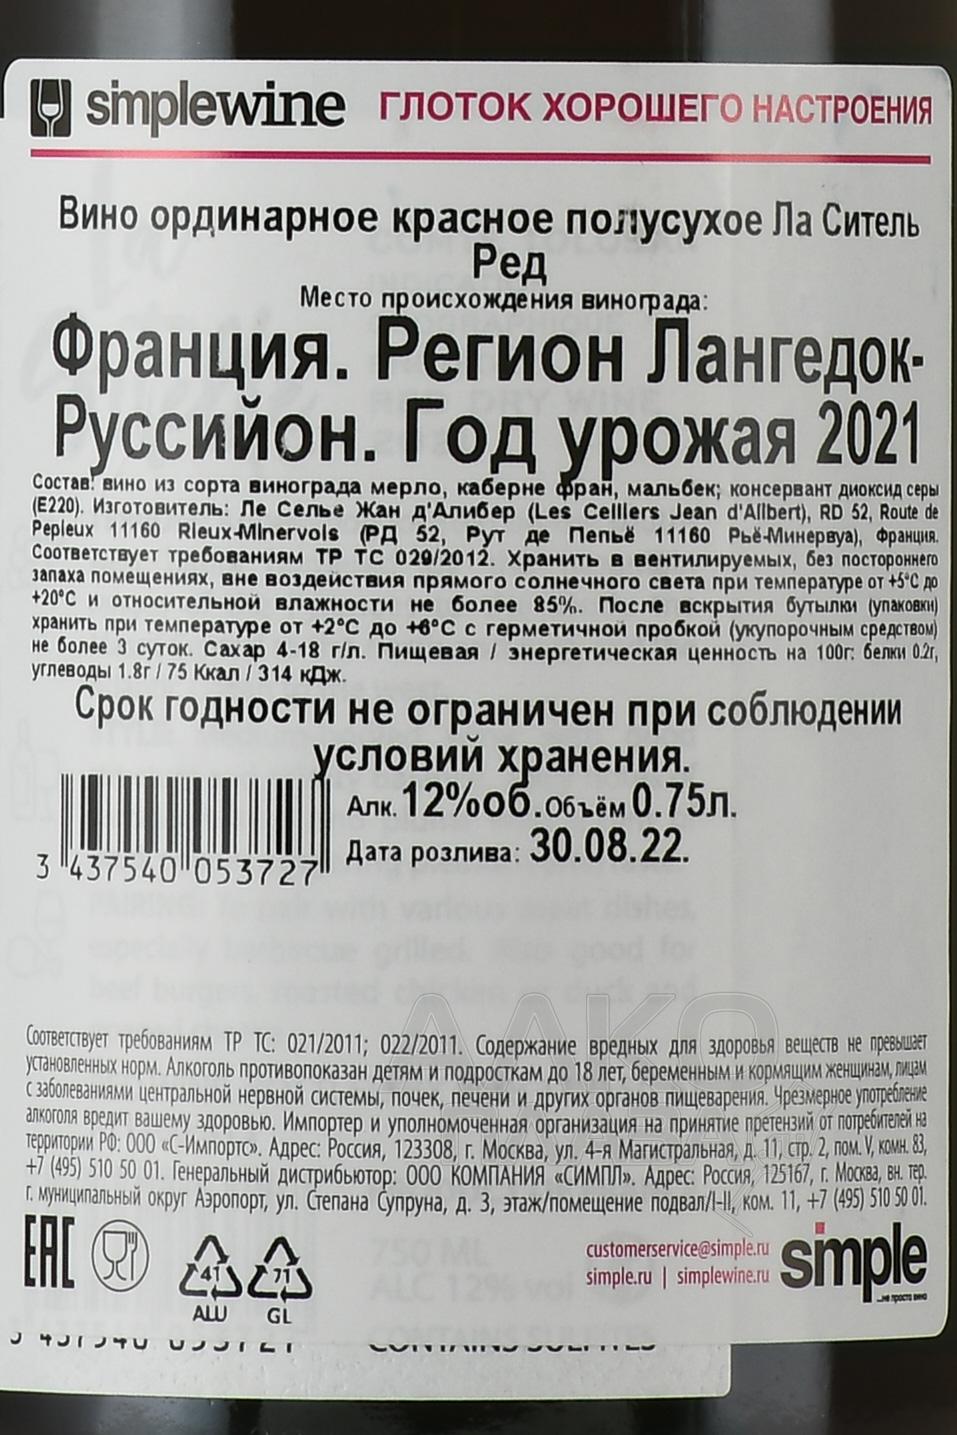 simplewine ГЛОТОК ХОРОШЕГО НАСТРОЕНИЯ
Вино ординарное красное полусухое Ла Ситель
Ред
Место происхождения винограда:
Франция. Регион Лангедок-
Руссийон. Год урожая 2021
Состав: вино из сорта винограда мерло, каберне фран, мальбек; консервант диоксид серы
(E220). Изготовитель: Ле Селье Жан д'Алибер (Les Celliers Jean d'Alibert), RD 52, Route de
Pepieux 11160 Rieux-Minervois (РД 52, Рут де Пепьё 11160 Рьё-Минервуа), Франция.
Соответствует требованиям ТР ТС 029/2012. Хранить в вентилируемых, без постороннего
запаха помещениях, вне воздействия прямого солнечного света при температуре от +5°C до
+20°C и относительной влажности не более 85%. После вскрытия бутылки (упаковки)
хранить при температуре от +2°C до +6°C с герметичной пробкой (укупорочным средством)
не более 3 суток. Сахар 4-18 г/л. Пищевая / энергетическая ценность на 100г: белки 0.2г,
углеводы 1.8г / 75 Ккал / 314 кДж.
Срок годности не ограничен при соблюдении
условий хранения.
Алк. 12%об. Объём 0.75л.
Дата розлива: 30.08.22.
3 437540 053727
Соответствует требованиям ТР ТС: 021/2011; 022/2011. Содержание вредных для здоровья веществ не превышает
установленных норм. Алкоголь противопоказан детям и подросткам до 18 лет, беременным и кормящим женщинам, лицам
с заболеваниями центральной нервной системы, почек, печени и других органов пищеварения. Чрезмерное употребление
алкоголя вредит вашему здоровью. Импортер и уполномоченная организация на принятие претензий от потребителей на
территории РФ: ООО «С-Импортс». Адрес: Россия, 123308, г. Москва, ул. 4-я Магистральная, д. 11, стр. 2, пом. V, комн. 83,
+7 (495) 510 50 01. Генеральный дистрибьютор: ООО КОМПАНИЯ «СИМПЛ». Адрес: Россия, 125167, г. Москва, вн. тер.
г. муниципальный округ Аэропорт, ул. Степана Супруна, д. 3, этаж/помещение подвал/I-II, ком. 11, +7 (495) 510 50 01.
EAC
41
ALU
71
GL
customerservice@simple.ru
simple.ru | simplewine.ru
simple
...не просто вино
750 ML
ALC 12% vol
CONTAINS SULFITES